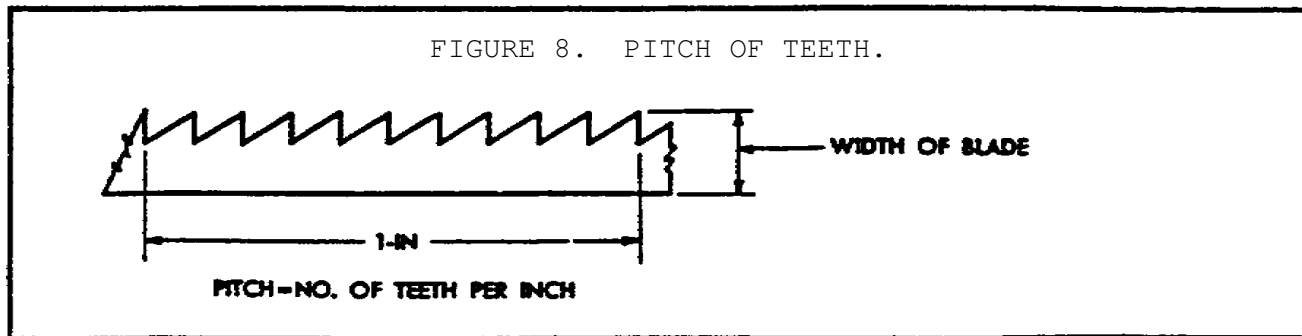 FIGURE 8. PITCH OF TEETH.
WIDTH OF BLADE
1-IN
PITCH=NO. OF TEETH PER INCH